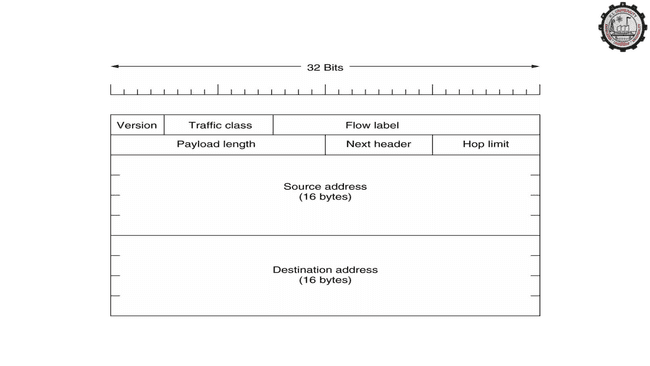 32 Bits
Version Traffic class Flow label
Payload length Next header Hop limit
Source address
(16 bytes)
Destination address
(16 bytes)